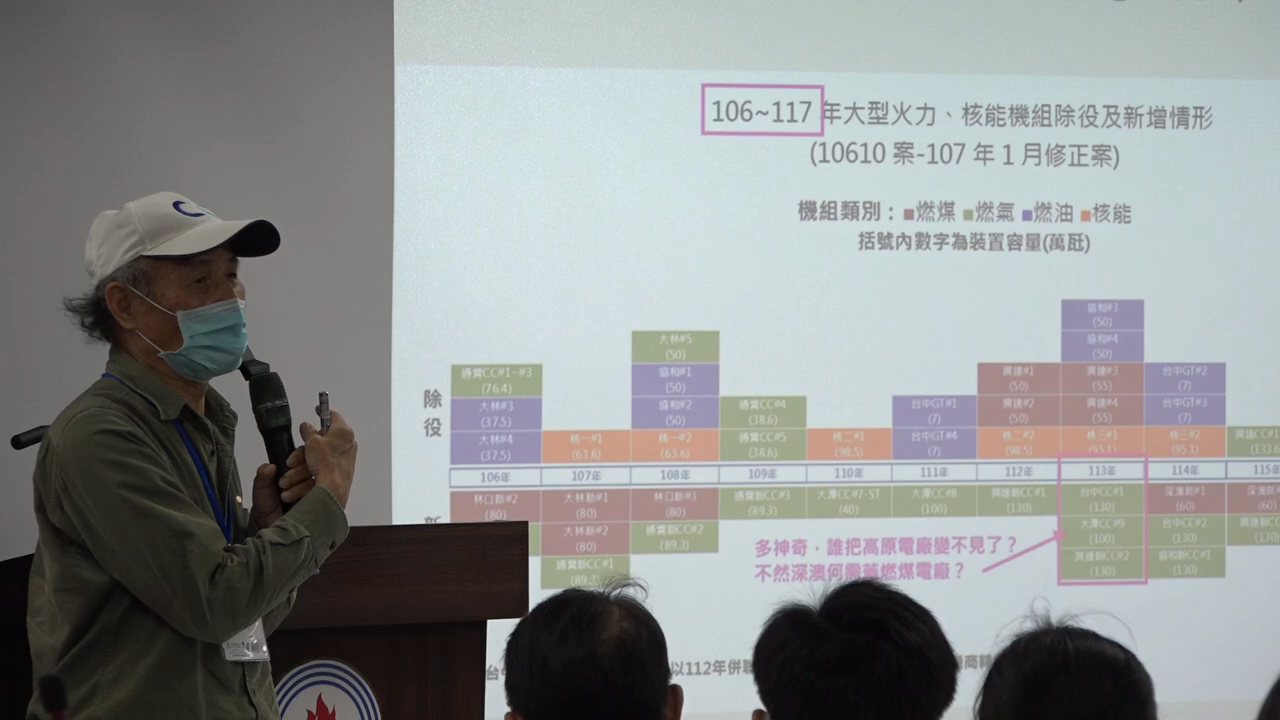 106~117年大型火力、核能機組除役及新增情形
(10610 案-107 年 1 月修正案)
機組類別：■燃煤 ■燃氣 ■燃油 ■核能
括號內數字為裝置容量(萬瓩)
協和#3
(50)
協和#4
(50)
大林#5
(50)
通霄CC#1~#3
(76.4)
協和#1
(50)
興達#1
(50)
興達#3
(55)
台中GT#2
(7)
除役
大林#3
(37.5)
協和#2
(50)
通霄CC#4
(38.6)
台中GT#1
(7)
興達#2
(50)
興達#4
(55)
台中GT#3
(7)
大林#4
(37.5)
核一#1
(63.6)
核一#2
(63.6)
通霄CC#5
(38.6)
核二#1
(98.5)
台中GT#4
(7)
核二#2
(98.5)
核三#1
(95.1)
核三#2
(95.1)
興達CC#1
106年 107年 108年 109年 110年 111年 112年 113年 114年 115年
林口新#2
(80)
大林新#1
(80)
林口新#3
(80)
通霄新CC#3
(89.3)
大潭CC#7-ST
(40)
大潭CC#8
(100)
興達新CC#1
(130)
台中CC#1
(130)
深澳新#1
(60)
(60)
大林新#2
(80)
通霄新CC#2
(89.3)
大潭CC#9
(100)
台中CC#2
(130)
通霄新CC#1
(89.3)
興達新CC#2
(130)
協和新CC#1
(130)
多神奇，誰把高原電廠變不見了？
不然深澳何需蓋燃煤電廠？
以112年併聯